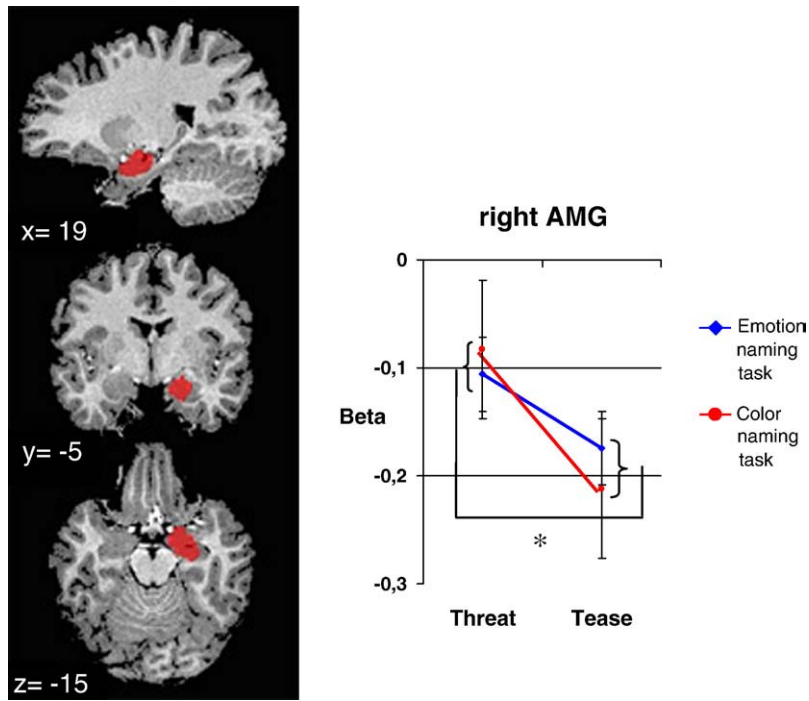 x= 19
y= -5
z= -15
right AMG
0
-0,1
Beta
-0,2
*
-0,3
Threat Tease
Emotion
naming
task
Color
naming
task